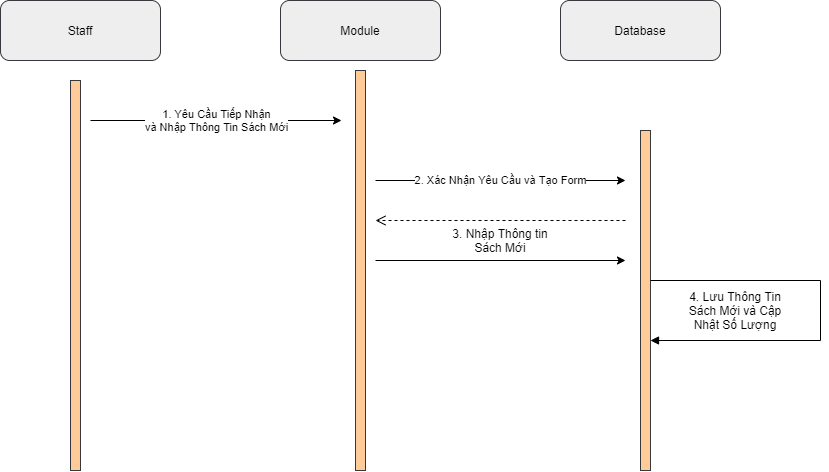 Staff
Module
Database
1. Yêu Cầu Tiếp Nhận
và Nhập Thông Tin Sách Mới
2. Xác Nhận Yêu Cầu và Tạo Form
3. Nhập Thông tin
Sách Mới
4. Lưu Thông Tin
Sách Mới và Cập
Nhật Số Lượng